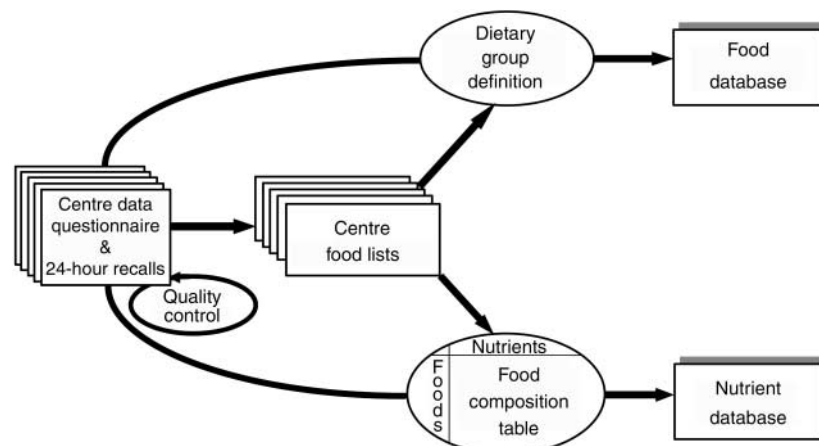 Dietary
group
definition
Food
database
Centre data
questionnaire
&
24-hour recalls
Centre
food lists
Quality
control
Nutrients
Foods
Food
composition
table
Nutrient
database